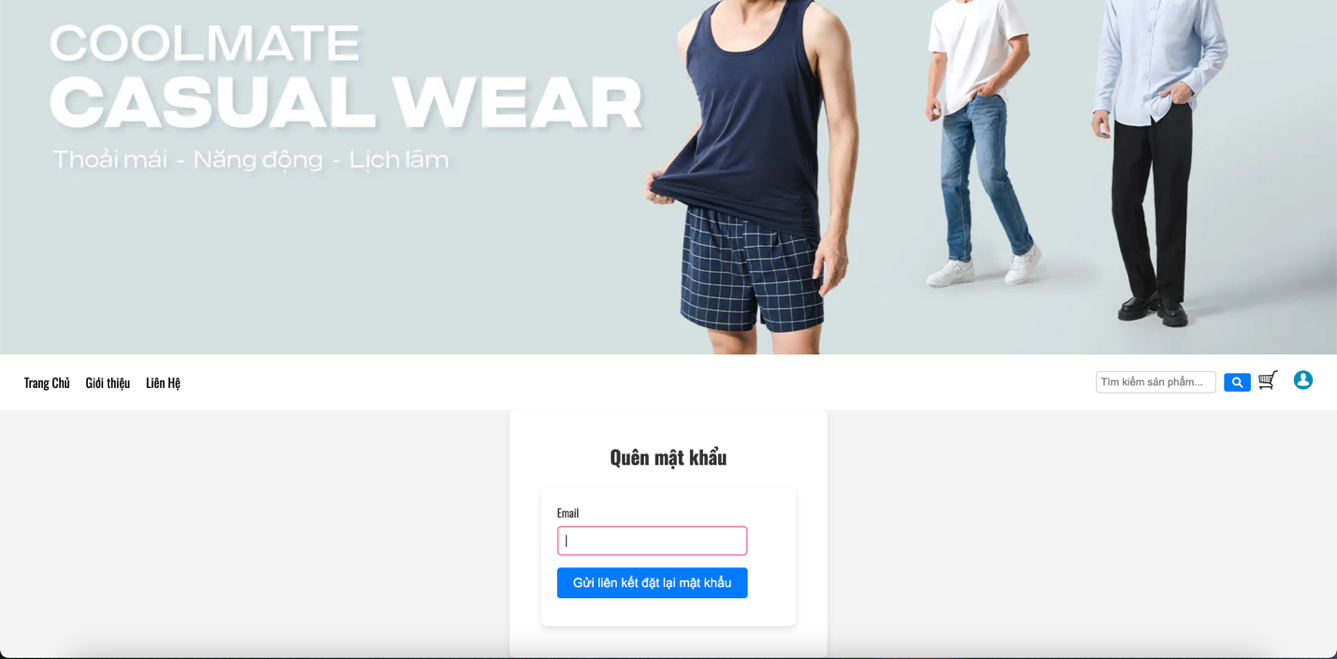 COOLMATE
CASUAL WEAR
Thoải mái - Năng động - Lịch lãm
Trang Chủ Giới thiệu Liên Hệ Tìm kiếm sản phẩm...
Quên mật khẩu
Email
Gửi liên kết đặt lại mật khẩu